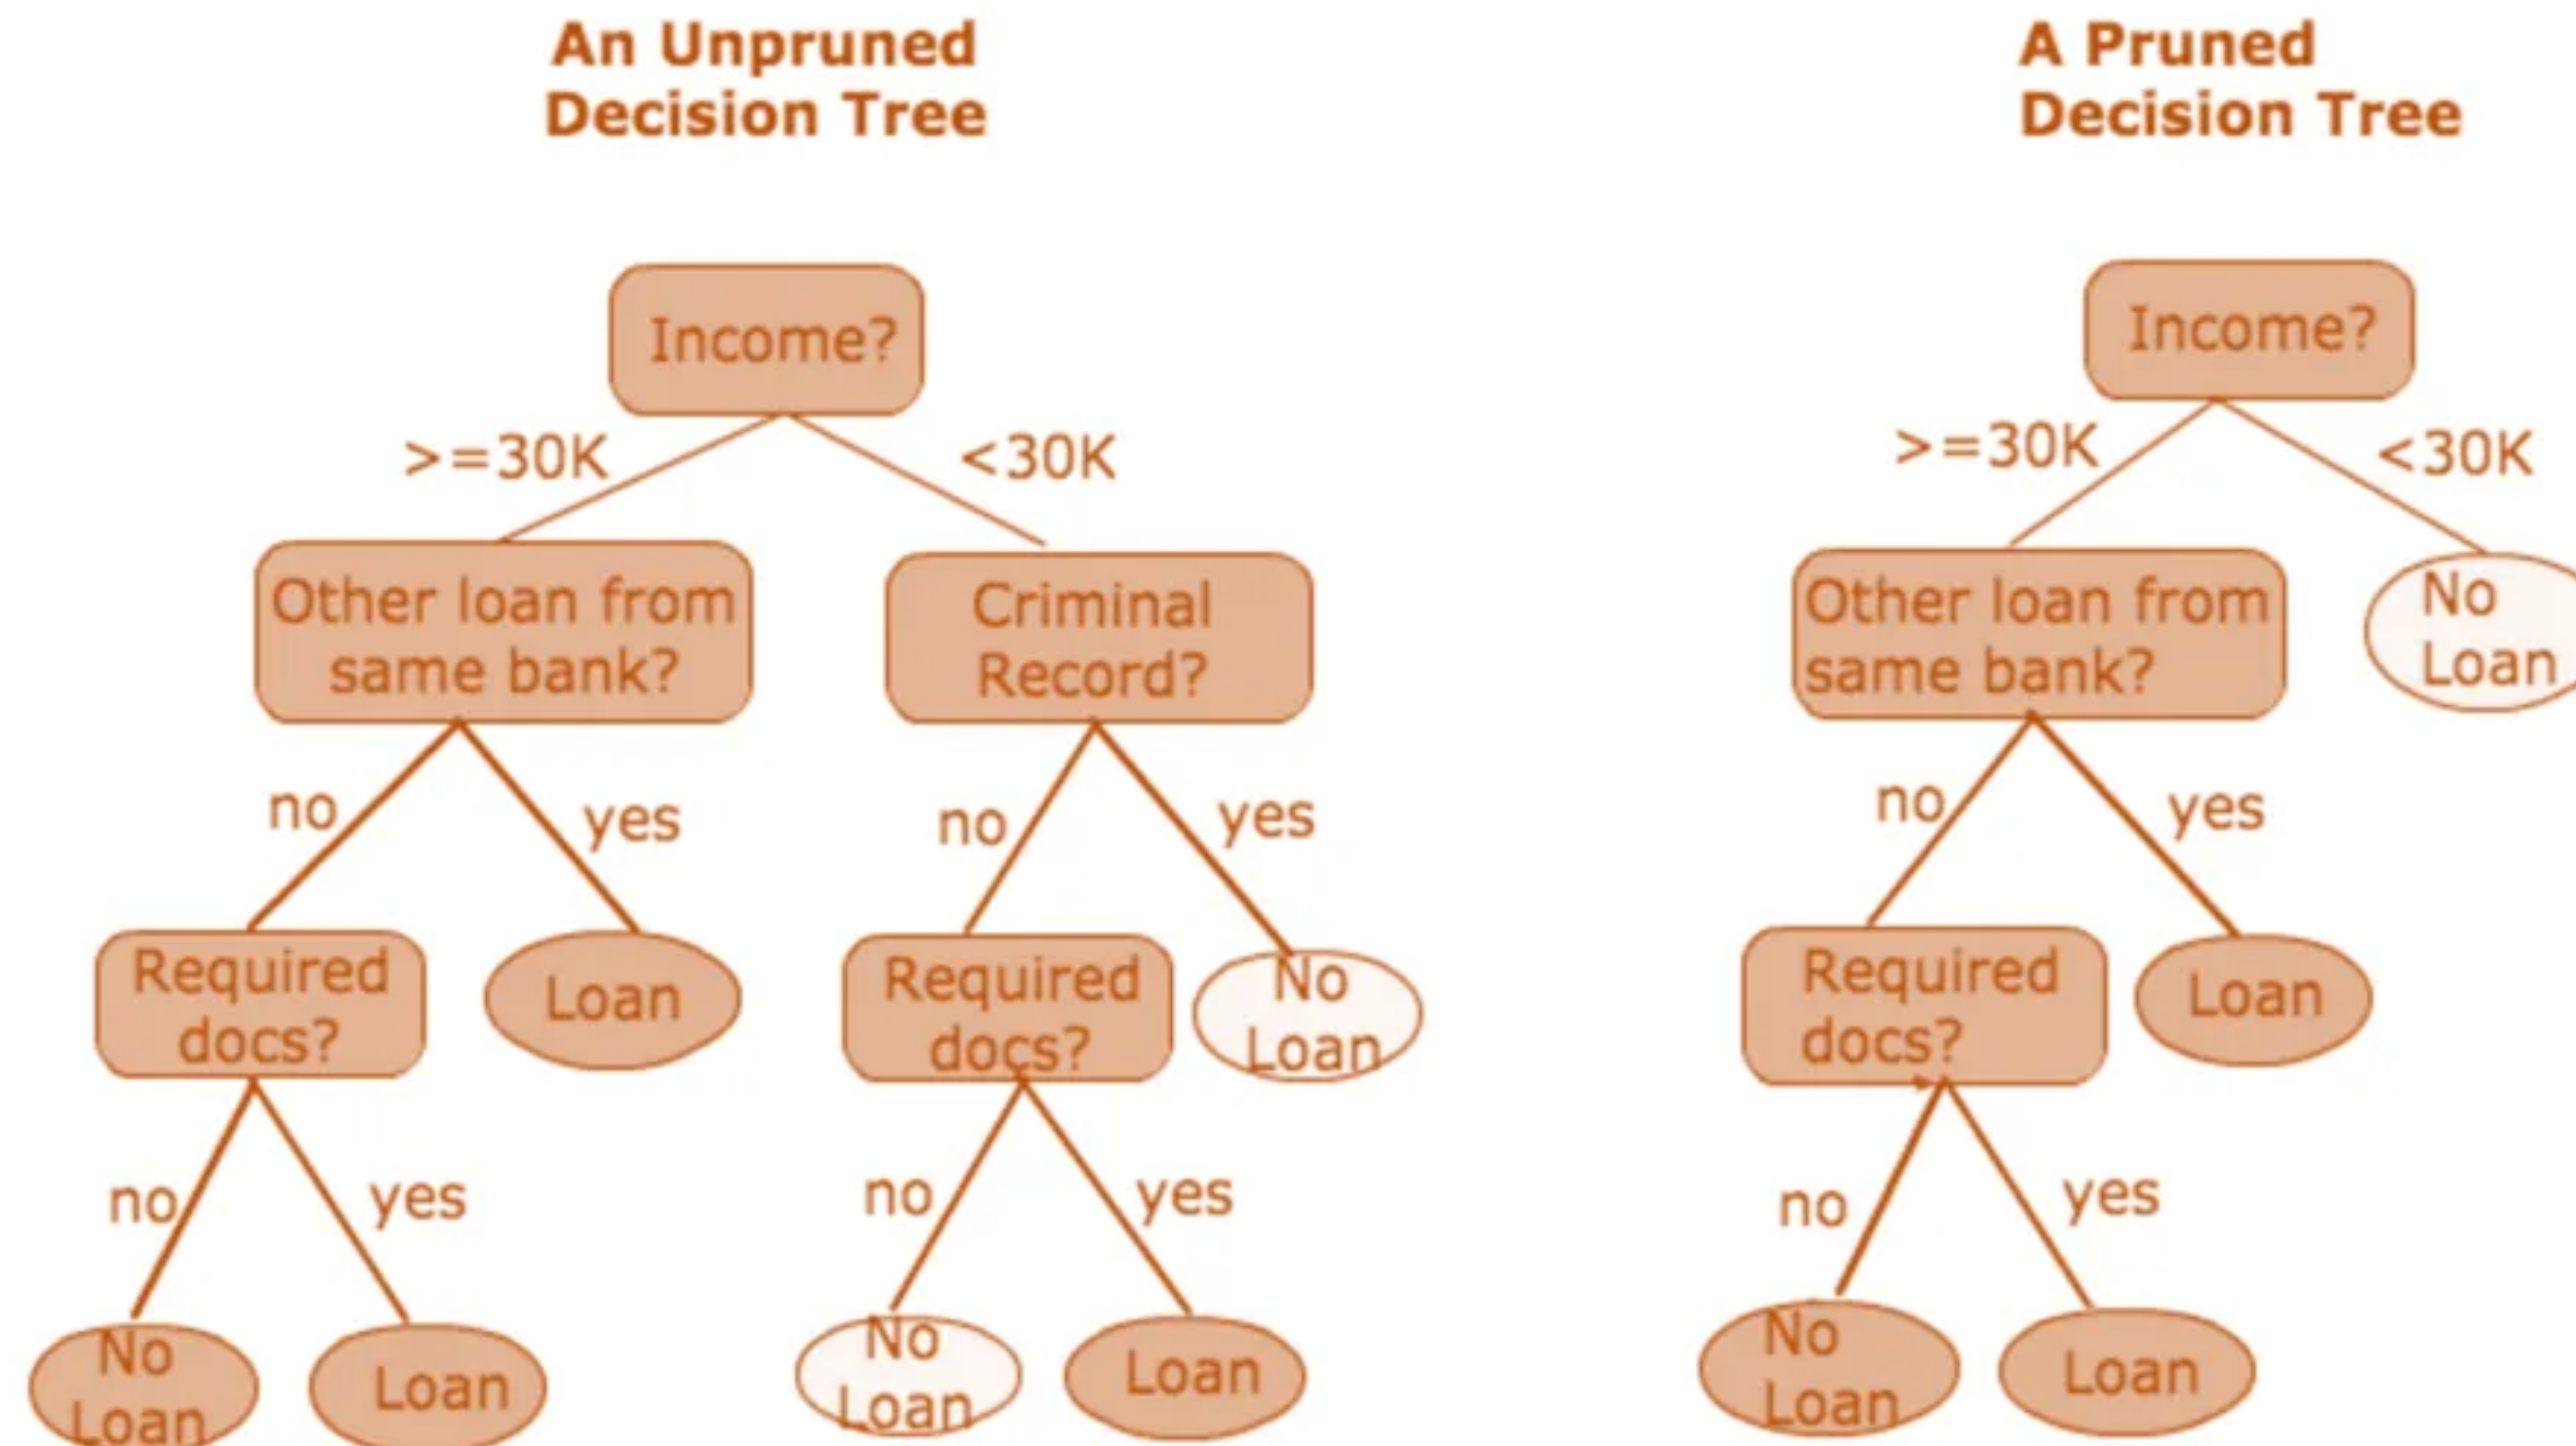 An Unpruned
Decision Tree
Income?
>=30K
<30K
Other loan from
same bank?
Criminal
Record?
no
yes
no
yes
Required
docs?
Loan
Required
docs?
No
Loan
no
yes
no
yes
No
Loan
Loan
No
Loan
Loan
A Pruned
Decision Tree
Income?
>=30K
<30K
Other loan from
same bank?
No
Loan
no
yes
Required
docs?
Loan
no
yes
No
Loan
Loan